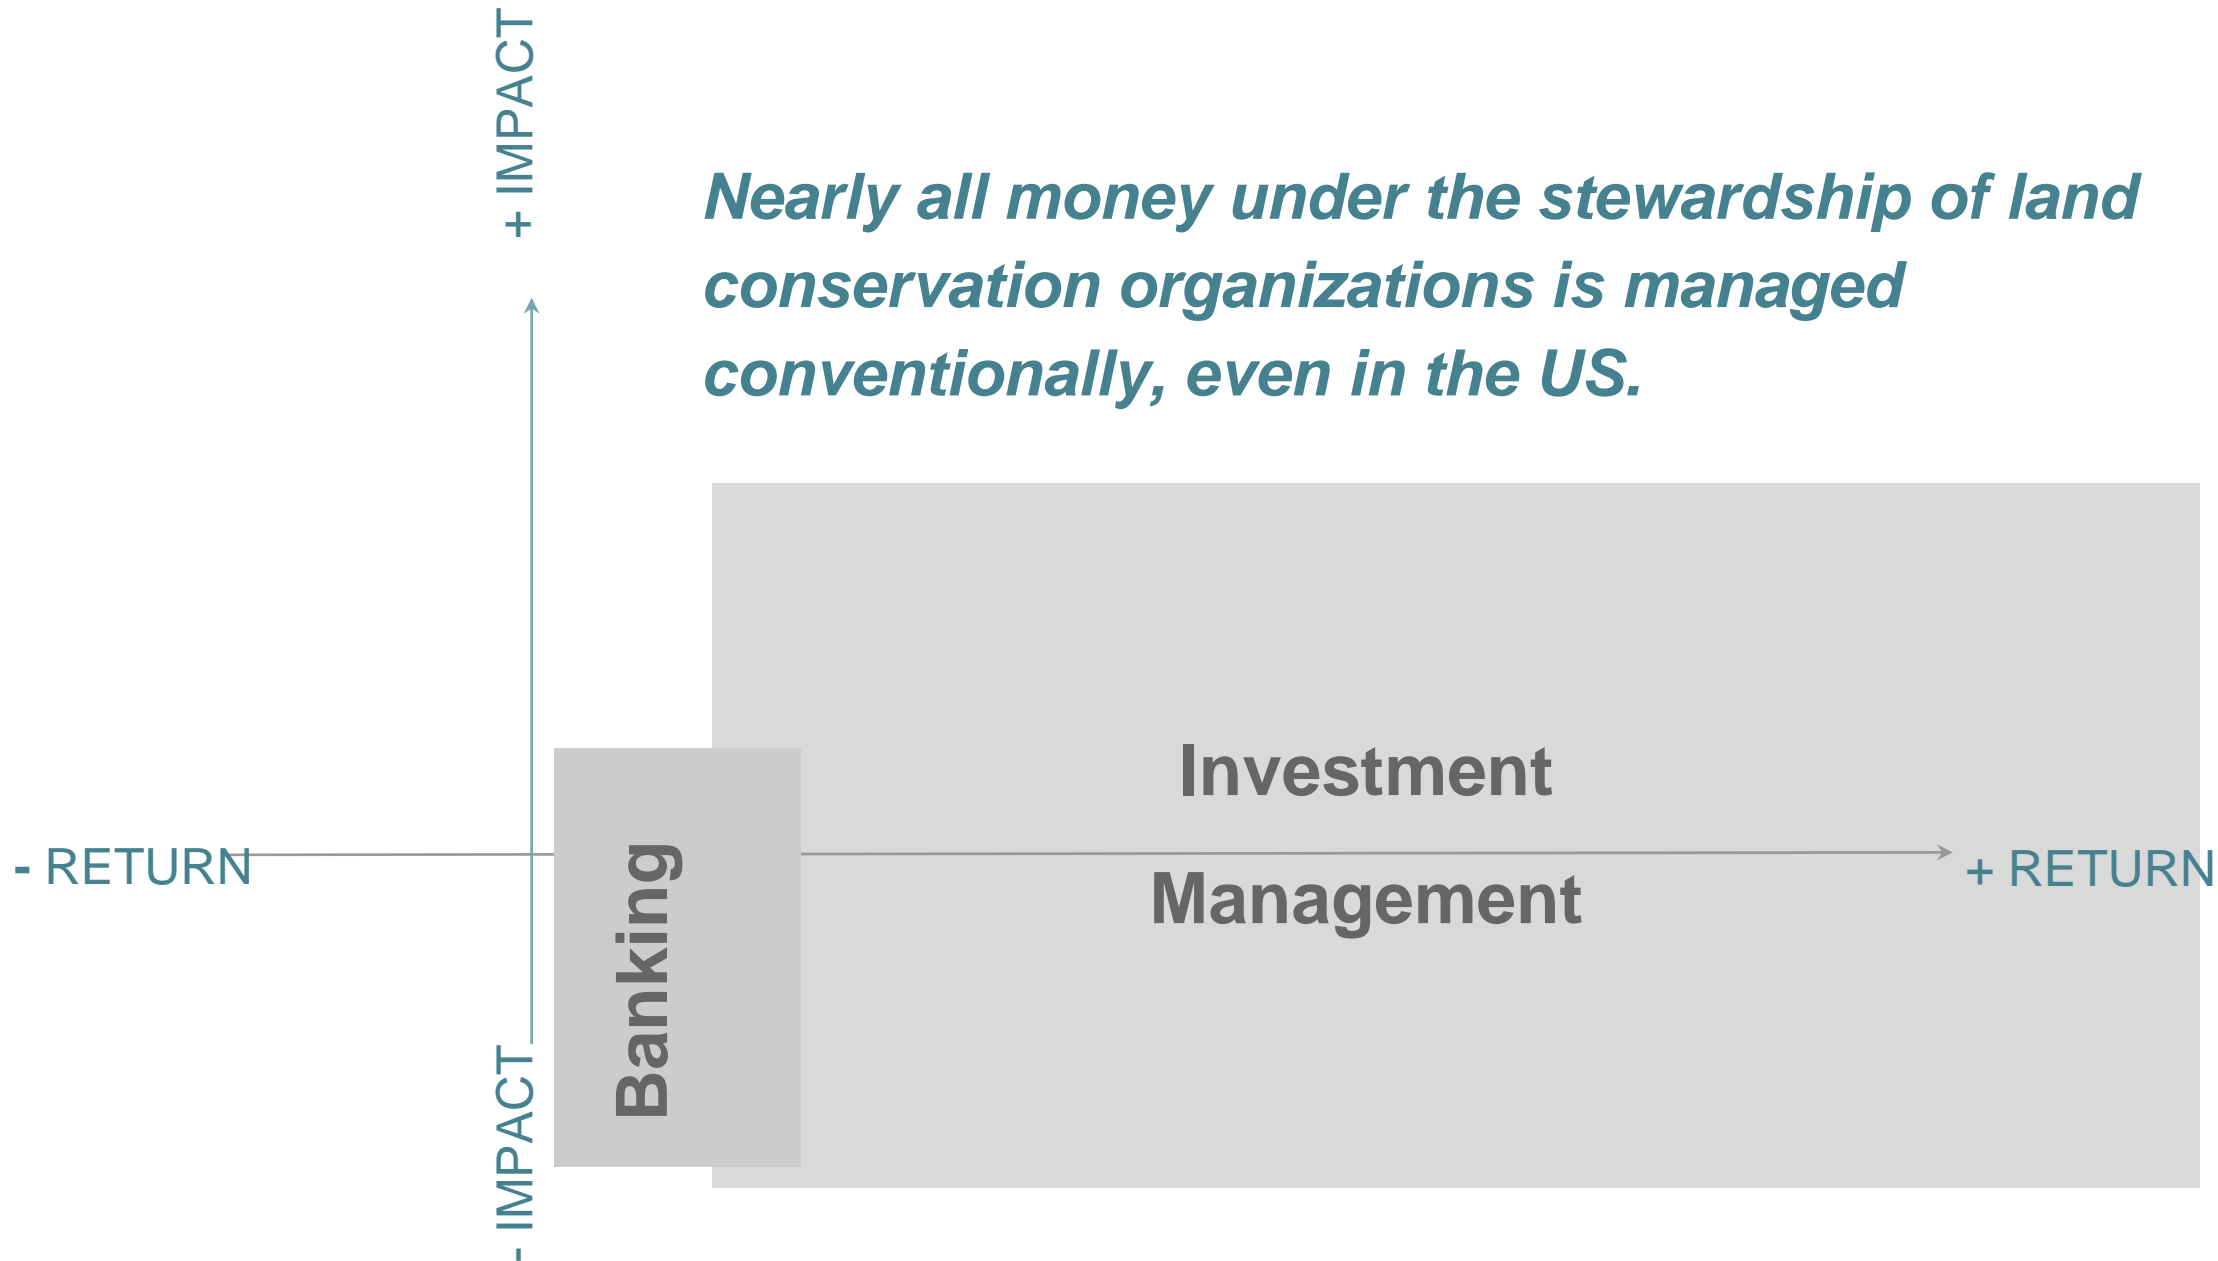 + IMPACT
Nearly all money under the stewardship of land
conservation organizations is managed
conventionally, even in the US.
Investment
Management
Banking
- RETURN
+ RETURN
- IMPACT